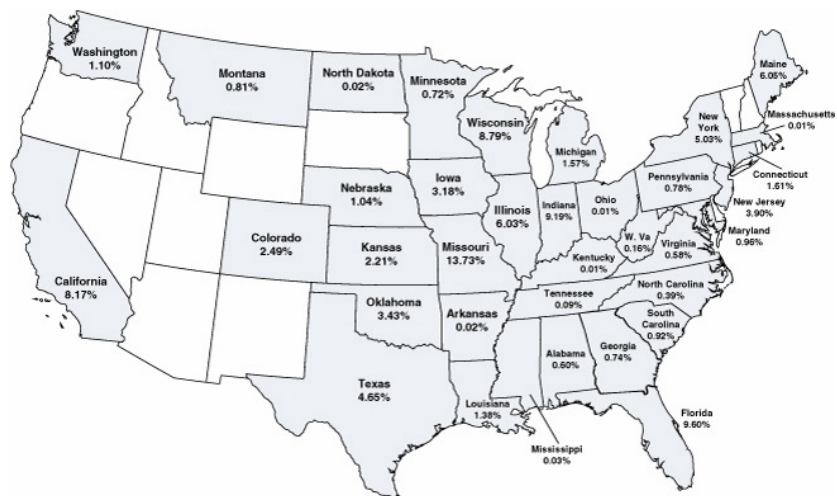 Washington
1.10%
Montana
0.81%
North Dakota
0.02%
Minnesota
0.72%
Wisconsin
8.79%
Michigan
1.57%
Maine
6.05%
New
York
5.03%
Massachusetts
0.01%
Connecticut
1.61%
Pennsylvania
0.78%
New Jersey
3.90%
Maryland
0.96%
Nebraska
1.04%
Iowa
3.18%
Illinois
6.03%
Indiana
9.19%
Ohio
0.01%
W. Va
0.16%
Virginia
0.58%
Colorado
2.49%
Kansas
2.21%
Missouri
13.73%
Kentucky
0.01%
California
8.17%
Oklahoma
3.43%
Arkansas
0.02%
Tennessee
0.09%
North Carolina
0.39%
South
Carolina
0.92%
Texas
4.65%
Louisiana
1.38%
Alabama
0.60%
Georgia
0.74%
Mississippi
0.03%
Florida
9.60%